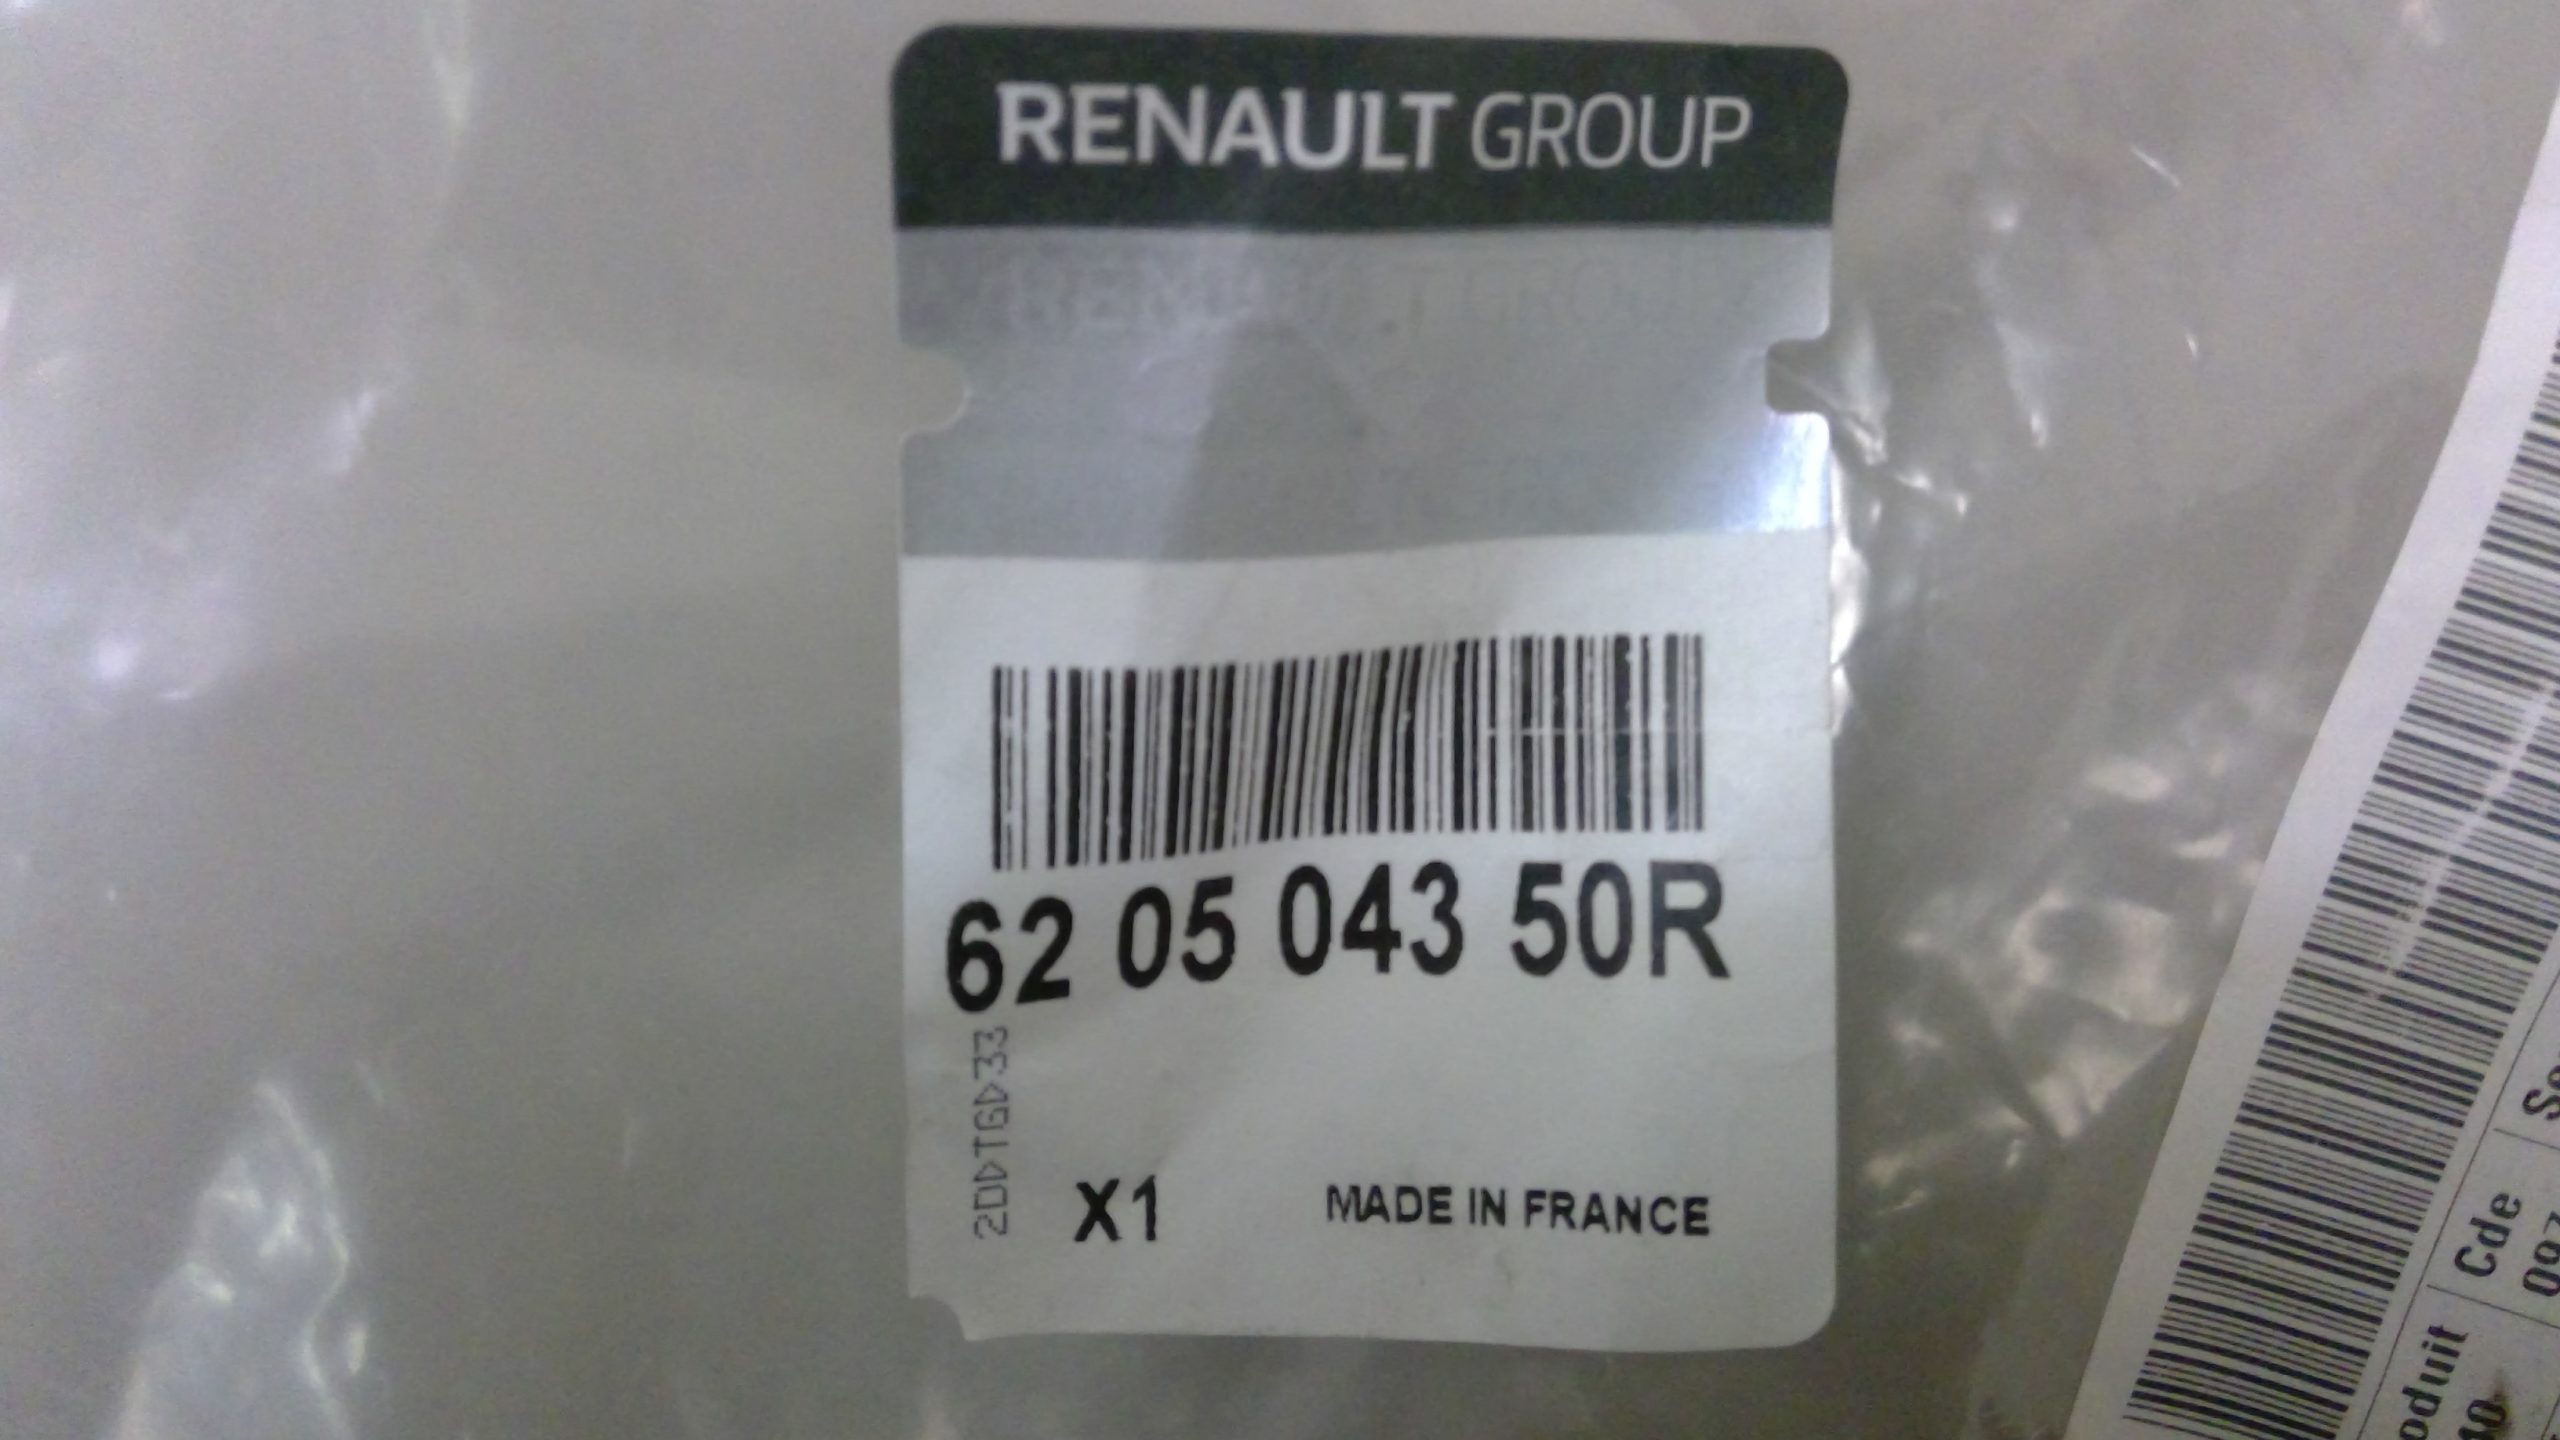 RENAULT GROUP
62 05 043 50R
2DDTGD33
X1
MADE IN FRANCE
Cde